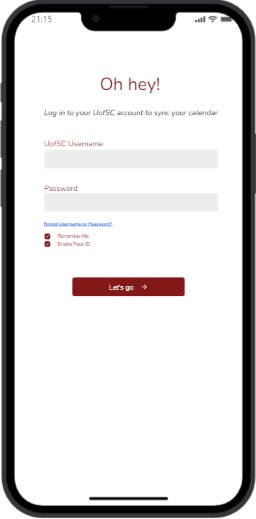 21:15
Oh hey!
Log in to your UofSC account to sync your calendar
UofSC Username
Password
Forgot Username or Password?
Remember Me
Enable Face ID
Let's go